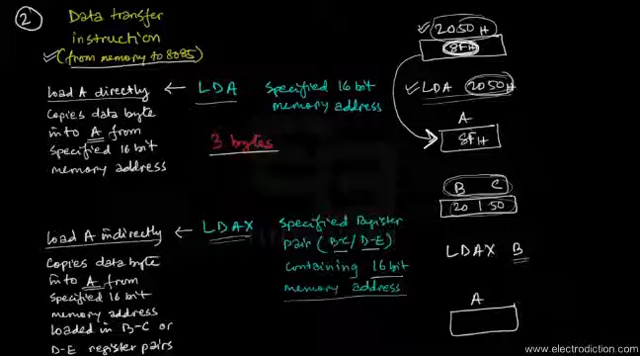 2
Data transfer
instruction
(from memory to 8085)
Load A directly ← LDA
Copies data byte
into A from
specified 16 bit
memory address
Specified 16 bit
memory address
3 bytes
Load A indirectly ← LDAX
Copies data byte
into A from
specified 16 bit
memory address
loaded in B-C or
D-E register pairs
Specified Register
pair (B-C/D-E)
containing 16 bit
memory address
2050H
8FH
LDA 2050H
A
8FH
B C
20 | 50
LDAX B
A
www.electrodiction.com